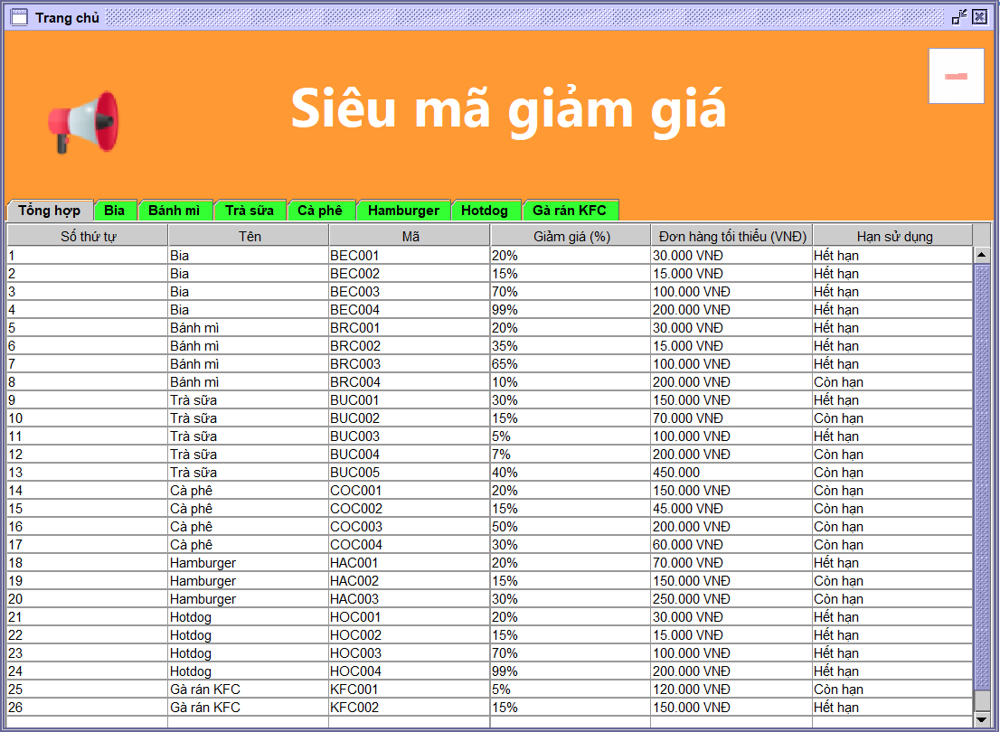 Trang chủ
Siêu mã giảm giá
Tổng hợp Bia Bánh mì Trà sữa Cà phê Hamburger Hotdog Gà rán KFC
Số thứ tự Tên Mã Giảm giá (%) Đơn hàng tối thiểu (VNĐ) Hạn sử dụng
1 Bia BEC001 20% 30.000 VNĐ Hết hạn
2 Bia BEC002 15% 15.000 VNĐ Hết hạn
3 Bia BEC003 70% 100.000 VNĐ Hết hạn
4 Bia BEC004 99% 200.000 VNĐ Hết hạn
5 Bánh mì BRC001 20% 30.000 VNĐ Hết hạn
6 Bánh mì BRC002 35% 15.000 VNĐ Hết hạn
7 Bánh mì BRC003 65% 100.000 VNĐ Hết hạn
8 Bánh mì BRC004 10% 200.000 VNĐ Còn hạn
9 Trà sữa BUC001 30% 150.000 VNĐ Hết hạn
10 Trà sữa BUC002 15% 70.000 VNĐ Còn hạn
11 Trà sữa BUC003 5% 100.000 VNĐ Hết hạn
12 Trà sữa BUC004 7% 200.000 VNĐ Còn hạn
13 Trà sữa BUC005 40% 450.000 Còn hạn
14 Cà phê COC001 20% 150.000 VNĐ Còn hạn
15 Cà phê COC002 15% 45.000 VNĐ Còn hạn
16 Cà phê COC003 50% 200.000 VNĐ Còn hạn
17 Cà phê COC004 30% 60.000 VNĐ Còn hạn
18 Hamburger HAC001 20% 70.000 VNĐ Hết hạn
19 Hamburger HAC002 15% 150.000 VNĐ Còn hạn
20 Hamburger HAC003 30% 250.000 VNĐ Còn hạn
21 Hotdog HOC001 20% 30.000 VNĐ Hết hạn
22 Hotdog HOC002 15% 15.000 VNĐ Hết hạn
23 Hotdog HOC003 70% 100.000 VNĐ Hết hạn
24 Hotdog HOC004 99% 200.000 VNĐ Hết hạn
25 Gà rán KFC KFC001 5% 120.000 VNĐ Còn hạn
26 Gà rán KFC KFC002 15% 150.000 VNĐ Hết hạn